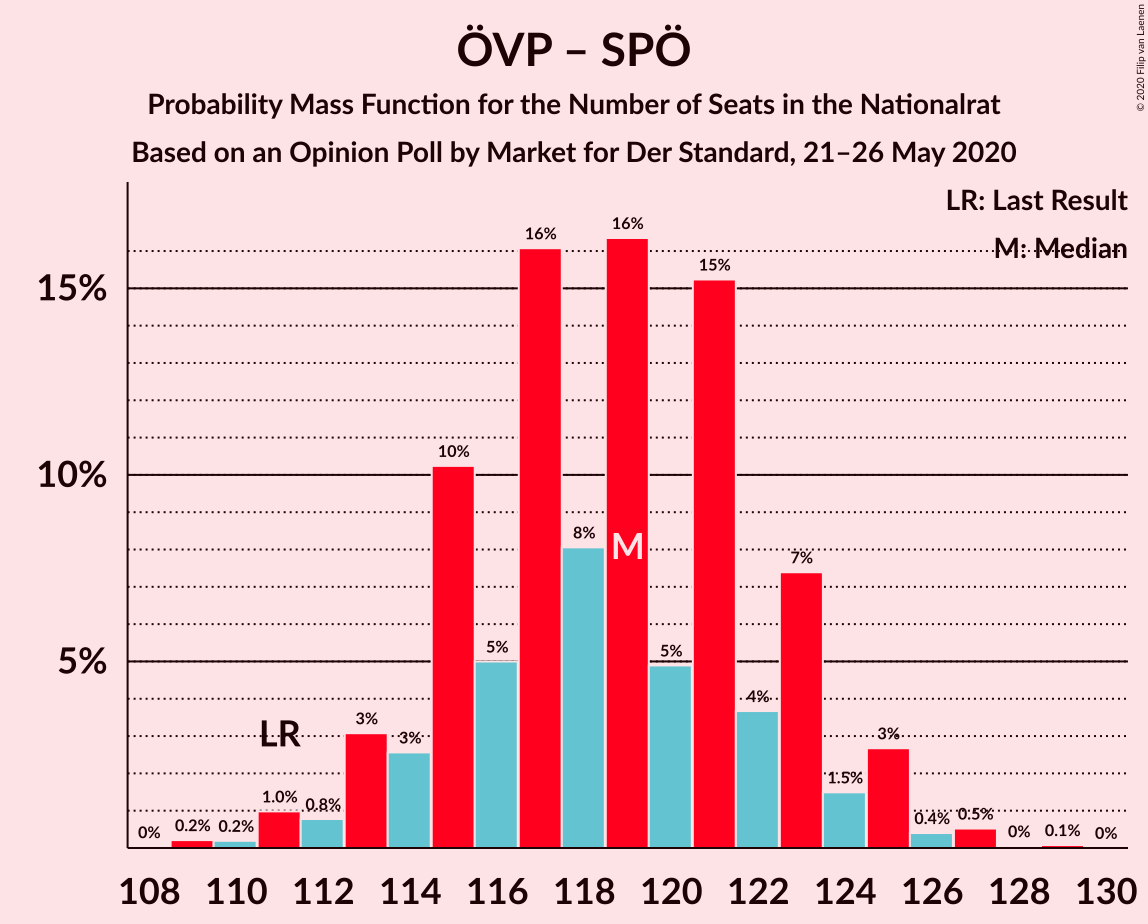 ÖVP – SPÖ
Probability Mass Function for the Number of Seats in the Nationalrat
Based on an Opinion Poll by Market for Der Standard, 21–26 May 2020
© 2020 Filip van Laenen
LR: Last Result
M: Median
15%
10%
5%
0%
0.2%
0.2%
1.0%
0.8%
3%
3%
10%
5%
16%
8%
16%
5%
15%
4%
7%
1.5%
3%
0.4%
0.5%
0%
0.1%
0%
LR
M
108 110 112 114 116 118 120 122 124 126 128 130